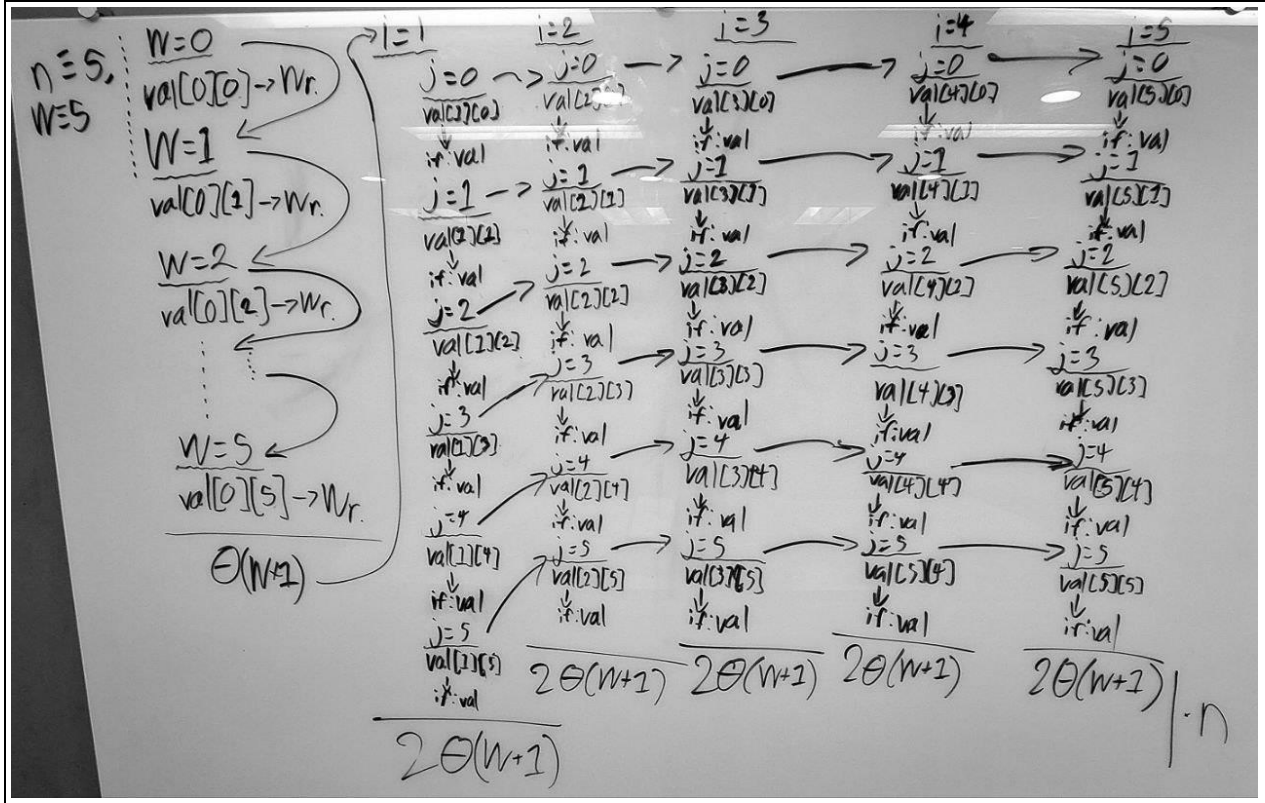 n=5,
W=5
W=0
val[0][0]→Wr.
W=1
val[0][1]→Wr.
W=2
val[0][2]→Wr.
W=5
val[0][5]→Wr.
Θ(W+1)
i=1
j=0
val[1][0]
if:val
j=1
val[1][1]
if:val
j=2
val[1][2]
if:val
j=3
val[1][3]
if:val
j=4
val[1][4]
if:val
j=5
val[1][5]
if:val
2Θ(W+1)
i=2
j=0
val[2][0]
if:val
j=1
val[2][1]
if:val
j=2
val[2][2]
if:val
j=3
val[2][3]
if:val
j=4
val[2][4]
if:val
j=5
val[2][5]
if:val
2Θ(W+1)
i=3
j=0
val[3][0]
if:val
j=1
val[3][1]
if:val
j=2
val[3][2]
if:val
j=3
val[3][3]
if:val
j=4
val[3][4]
if:val
j=5
val[3][5]
if:val
2Θ(W+1)
i=4
j=0
val[4][0]
if:val
j=1
val[4][1]
if:val
j=2
val[4][2]
if:val
j=3
val[4][3]
if:val
j=4
val[4][4]
if:val
j=5
val[5][4]
if:val
2Θ(W+1)
i=5
j=0
val[5][0]
if:val
j=1
val[5][1]
if:val
j=2
val[5][2]
if:val
j=3
val[5][3]
if:val
j=4
val[5][4]
if:val
j=5
val[5][5]
if:val
2Θ(W+1)
·n